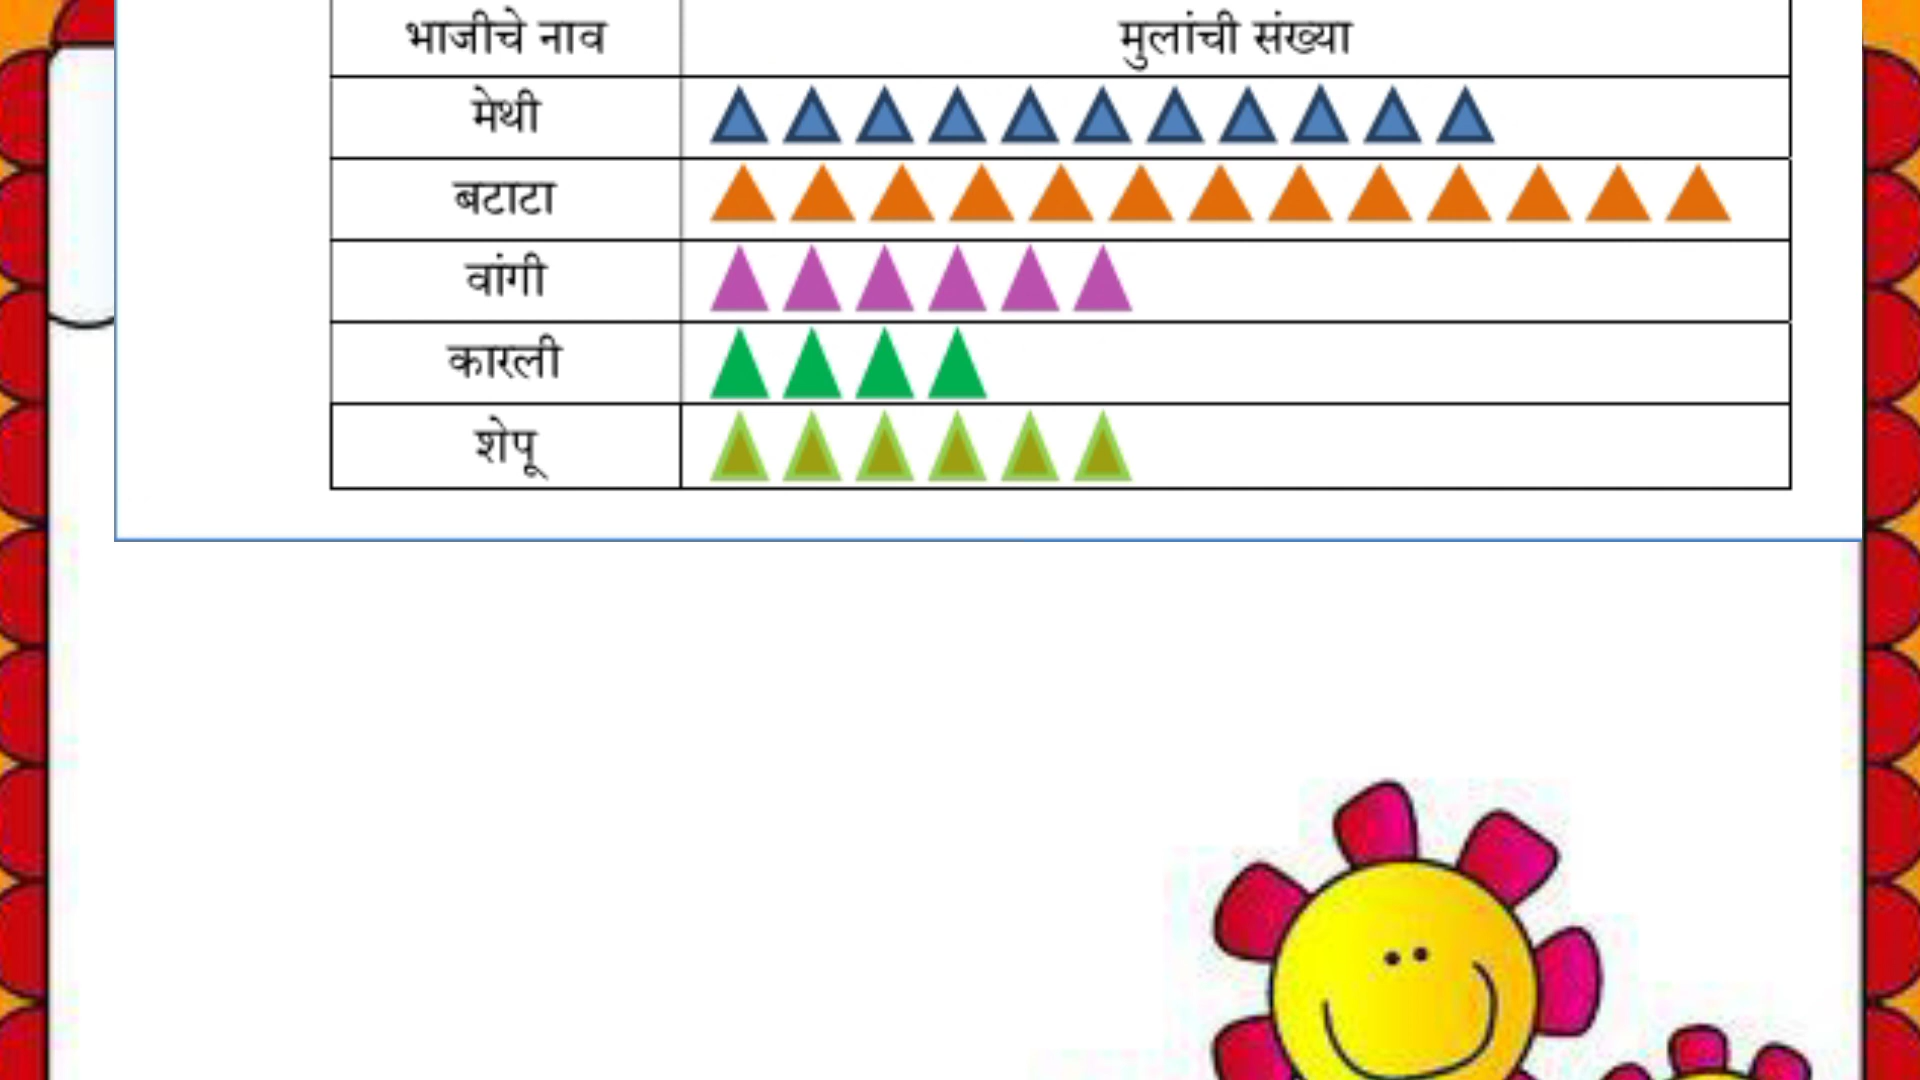 भाजीचे नाव मुलांची संख्या
मेथी
बटाटा
वांगी
कारली
शेपू